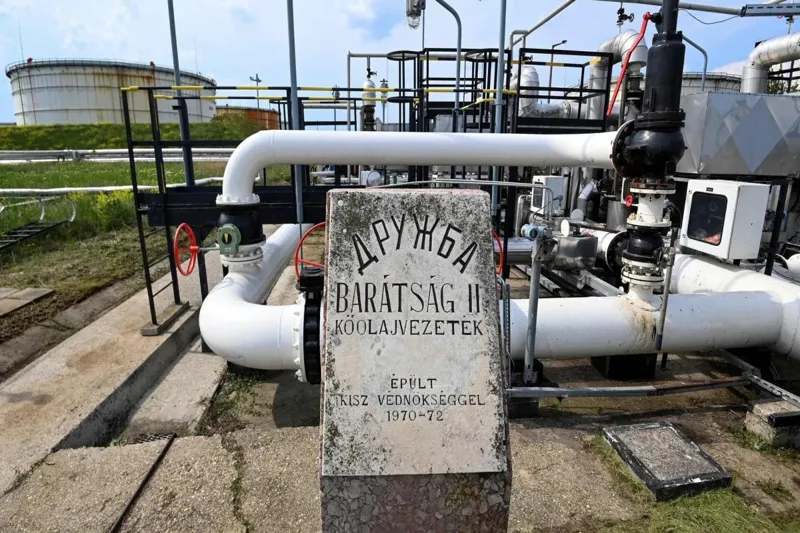 ДРУЖБА
BARÁTSÁG II
KŐOLAJVEZETÉK
ÉPÜLT
KISZ VÉDNÖKSÉGGEL
1970-72